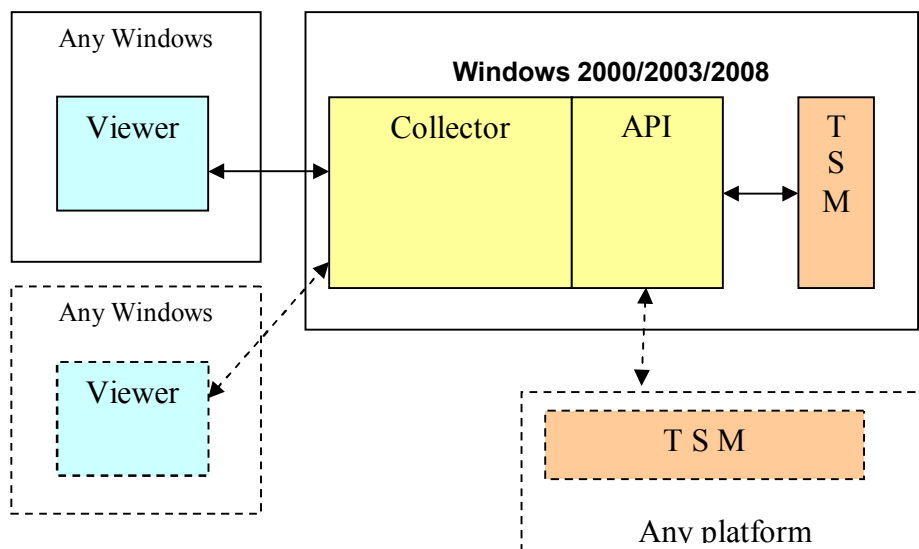 Any Windows
Viewer
Windows 2000/2003/2008
Collector
API
T
S
M
Any Windows
Viewer
T S M
Any platform